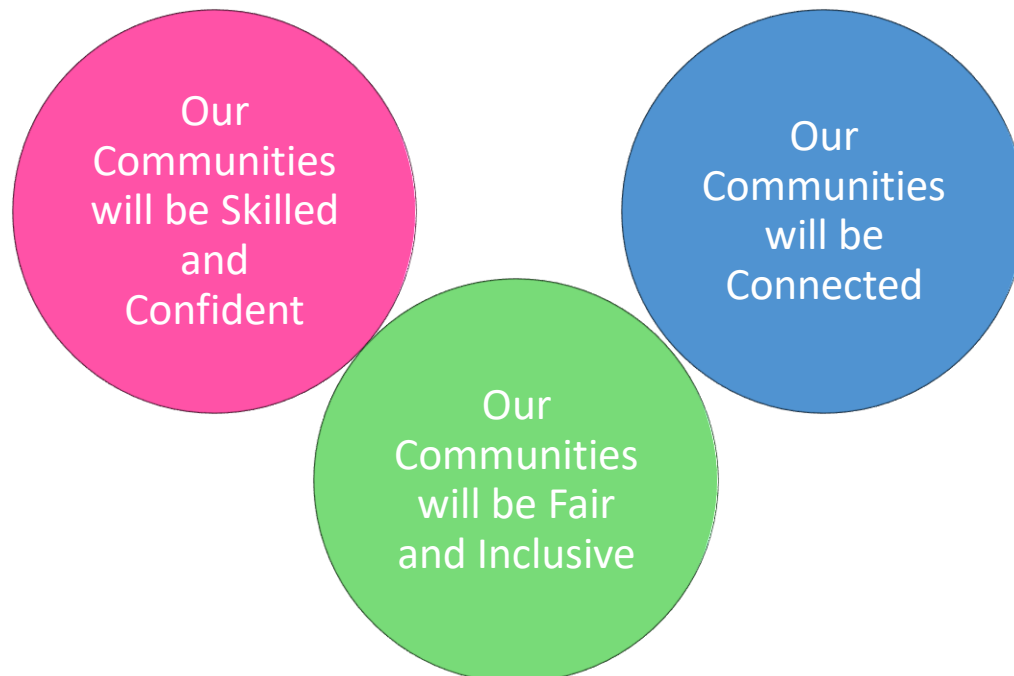 Our
Communities
will be Skilled
and
Confident
Our
Communities
will be
Connected
Our
Communities
will be Fair
and Inclusive